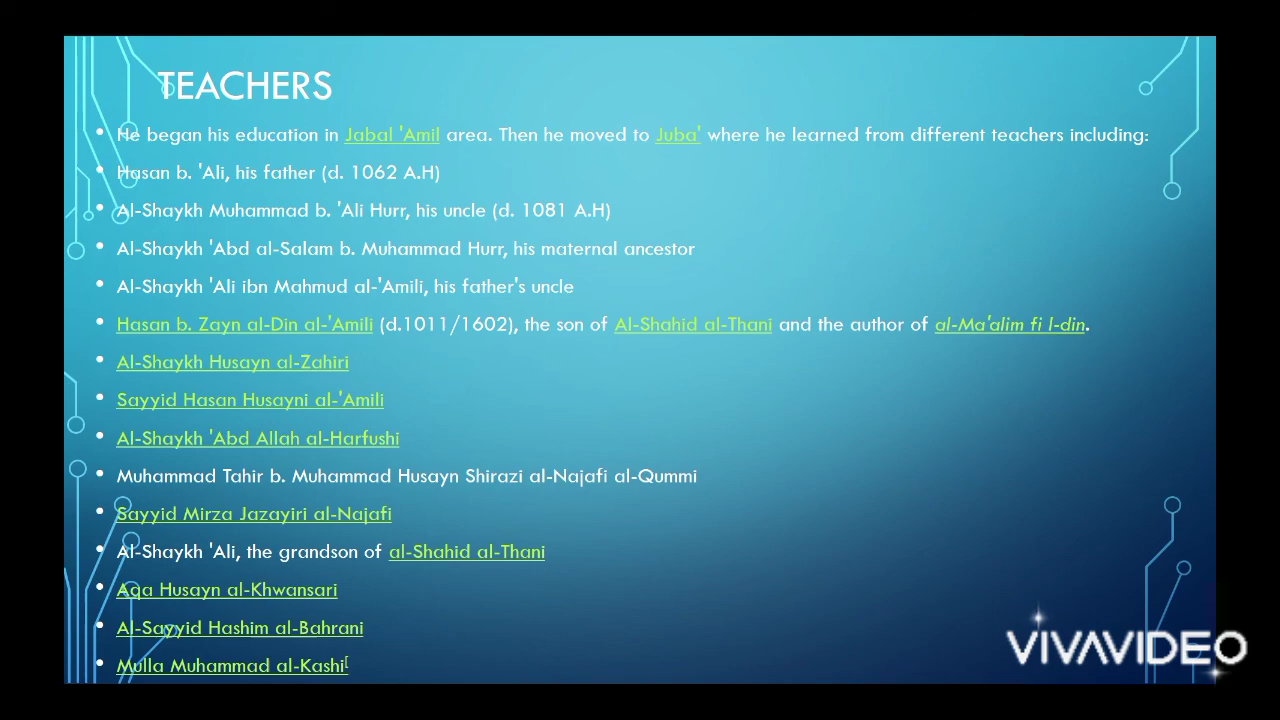 TEACHERS
• He began his education in Jabal 'Amil area. Then he moved to Juba' where he learned from different teachers including:
• Hasan b. 'Ali, his father (d. 1062 A.H)
• Al-Shaykh Muhammad b. 'Ali Hurr, his uncle (d. 1081 A.H)
• Al-Shaykh 'Abd al-Salam b. Muhammad Hurr, his maternal ancestor
• Al-Shaykh 'Ali ibn Mahmud al-'Amili, his father's uncle
• Hasan b. Zayn al-Din al-'Amili (d.1011/1602), the son of Al-Shahid al-Thani and the author of al-Ma'alim fi l-din.
• Al-Shaykh Husayn al-Zahiri
• Sayyid Hasan Husayni al-'Amili
• Al-Shaykh 'Abd Allah al-Harfushi
• Muhammad Tahir b. Muhammad Husayn Shirazi al-Najafi al-Qummi
• Sayyid Mirza Jazayiri al-Najafi
• Al-Shaykh 'Ali, the grandson of al-Shahid al-Thani
• Aqa Husayn al-Khwansari
• Al-Sayyid Hashim al-Bahrani
• Mulla Muhammad al-Kashi[
VIVAVIDEO